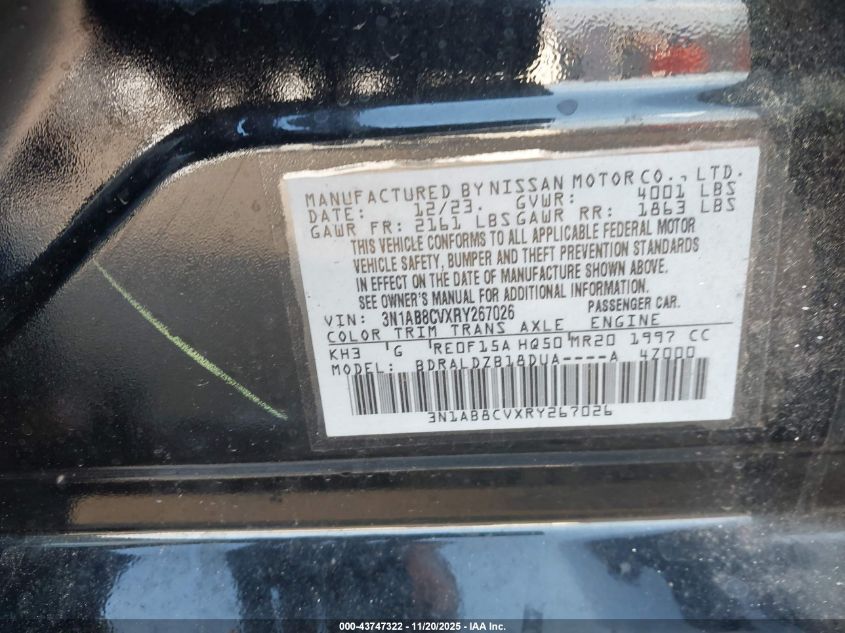 MANUFACTURED BY NISSAN MOTOR CO., LTD.
DATE: 12/23. GVWR: 4001 LBS
GAWR FR: 2161 LBS GAWR RR: 1863 LBS
THIS VEHICLE CONFORMS TO ALL APPLICABLE FEDERAL MOTOR
VEHICLE SAFETY, BUMPER AND THEFT PREVENTION STANDARDS
IN EFFECT ON THE DATE OF MANUFACTURE SHOWN ABOVE.
SEE OWNER'S MANUAL FOR ADDITIONAL INFORMATION.
VIN: 3N1AB8CVXRY267026 PASSENGER CAR.
COLOR TRIM TRANS AXLE ENGINE
KH3 G RE0F15A HQ50 MR20 1997 CC
MODEL: BDRALDZB18DUA----A 4Z000
3N1AB8CVXRY267026
000-43747322 | 11/20/2025 | IAA Inc.